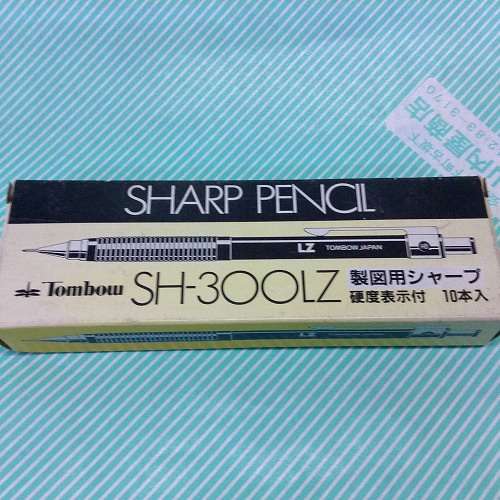 SHARP PENCIL
LZ TOMBOW JAPAN
HB
Tombow SH-300LZ 製図用シャープ
硬度表示付 10本入